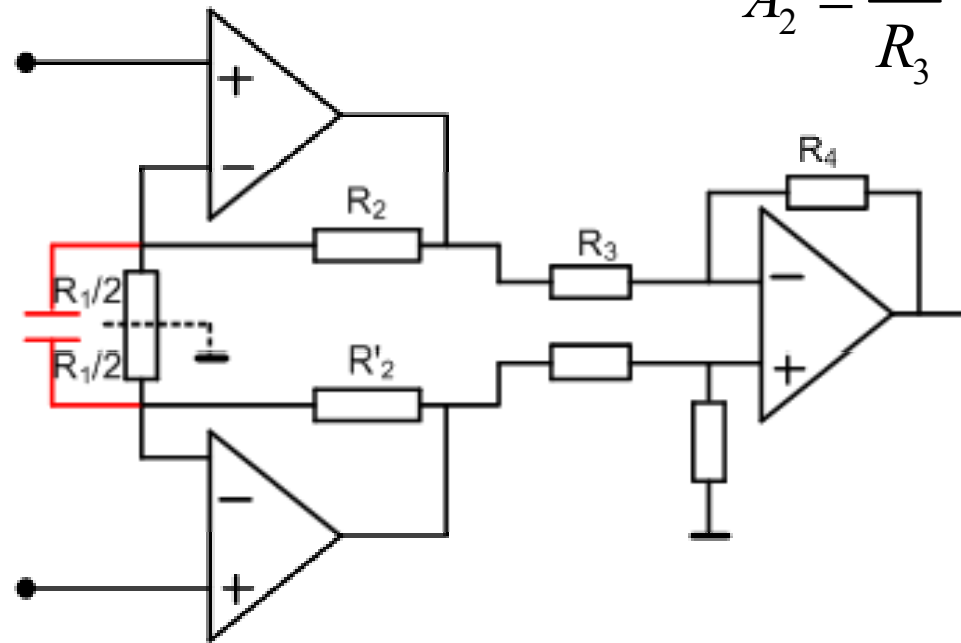 A₂ = — R₃
+
−
R₄
R₂
R₃
R₁/2
−
R₁/2
R'₂
+
−
+